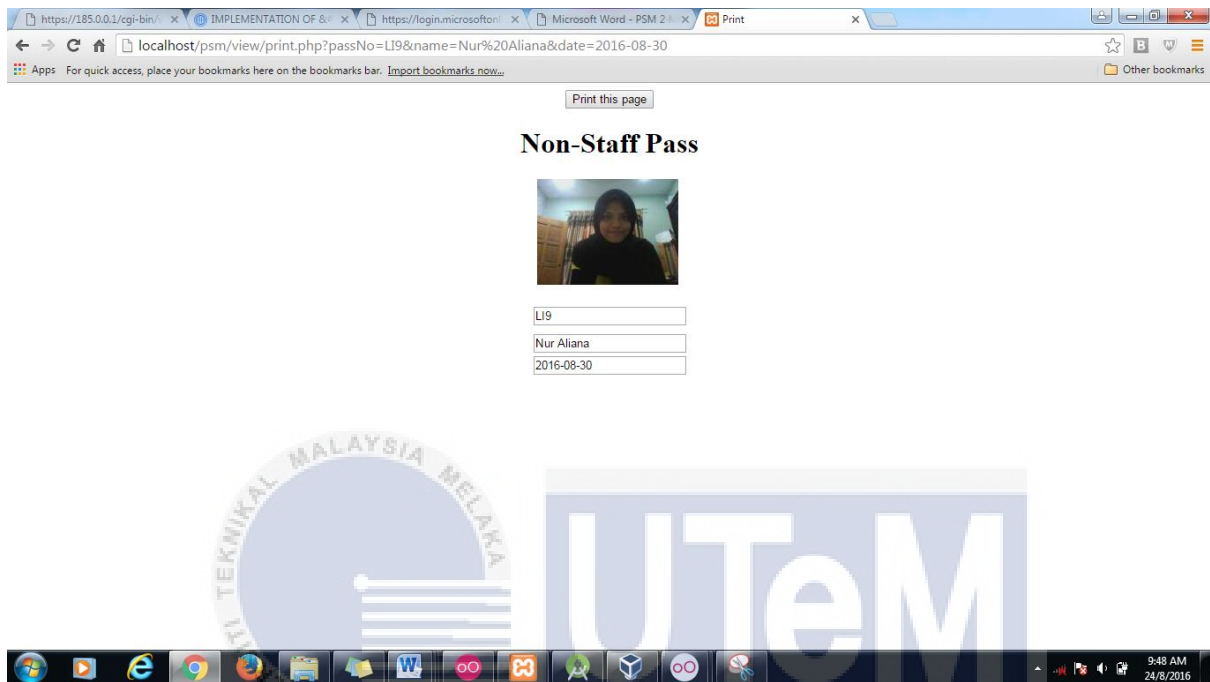 https://185.0.0.1/cgi-bin/
IMPLEMENTATION OF &#
https://login.microsoftonl
Microsoft Word - PSM 2
Print
localhost/psm/view/print.php?passNo=LI9&name=Nur%20Aliana&date=2016-08-30
Apps For quick access, place your bookmarks here on the bookmarks bar. Import bookmarks now... Other bookmarks
Print this page
Non-Staff Pass
LI9
Nur Aliana
2016-08-30
TEKNIKAL MALAYSIA MELAKA
UTeM
9:48 AM
24/8/2016